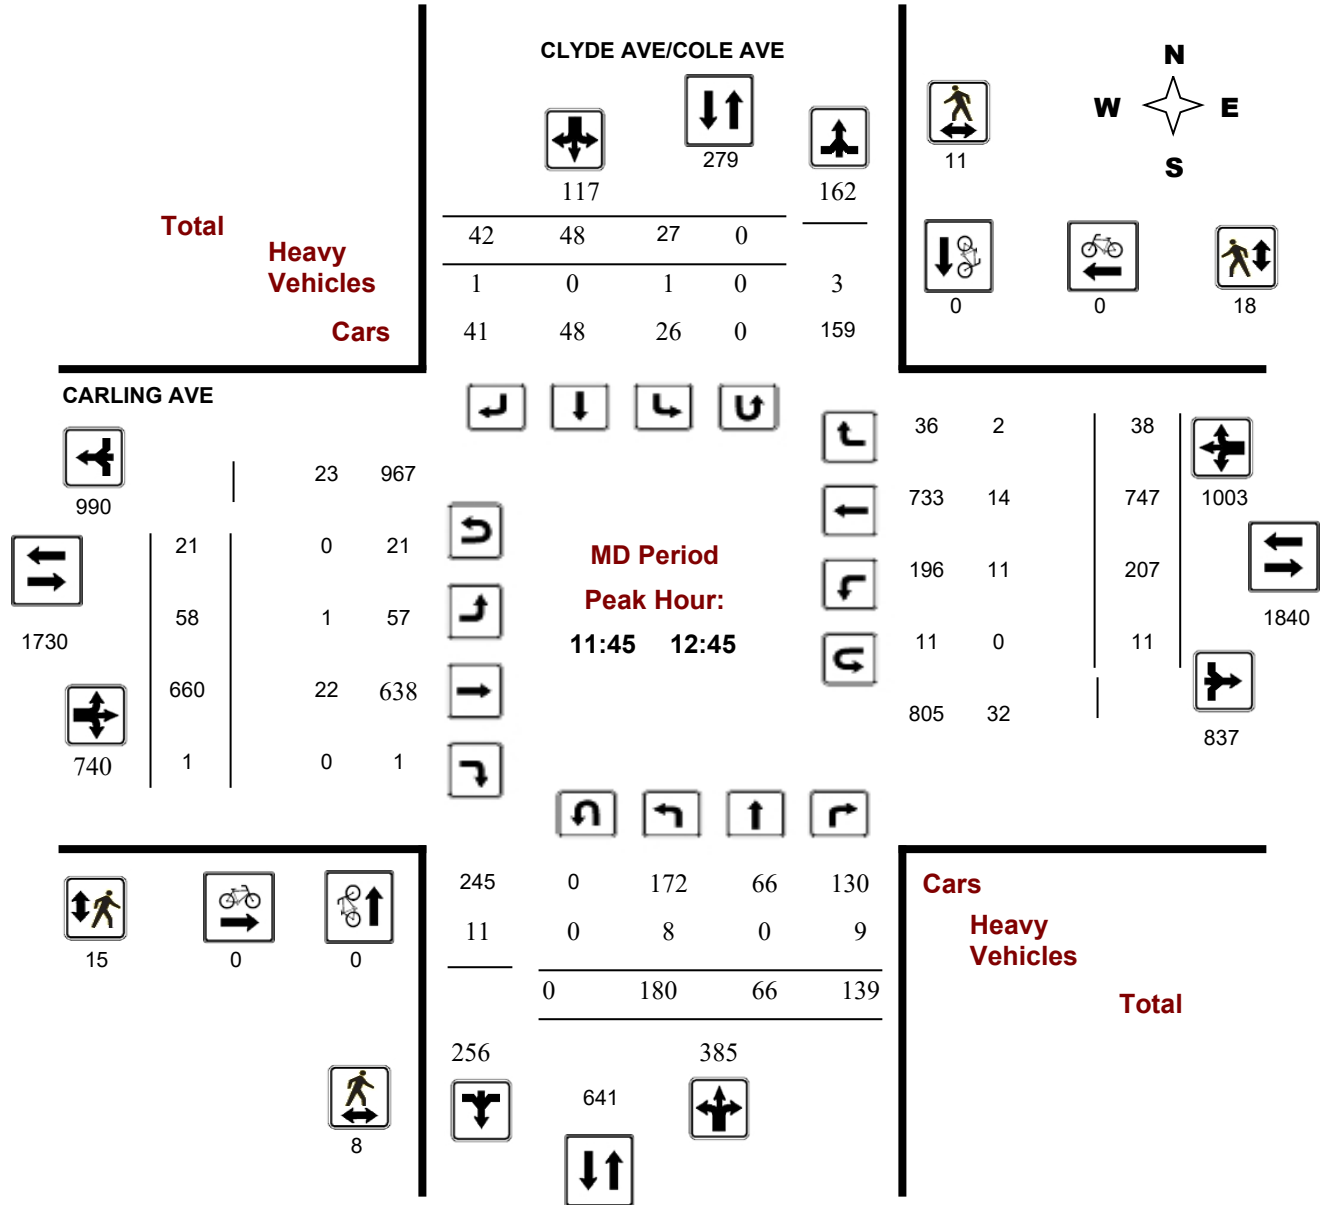 CLYDE AVE/COLE AVE
N
W E
S
279
11
117
162
Total
42 48 27 0
Heavy
Vehicles
1 0 1 0 3
0 0 18
Cars
41 48 26 0 159
CARLING AVE
36 2 38
23 967
990
733 14 747 1003
21 0 21
MD Period
196 11 207
Peak Hour:
58 1 57
1840
1730
11:45 12:45
11 0 11
660 22 638
805 32
837
740 1 0 1
245 0 172 66 130
Cars
11 0 8 0 9
Heavy
Vehicles
15 0 0
0 180 66 139
Total
256 385
641
8